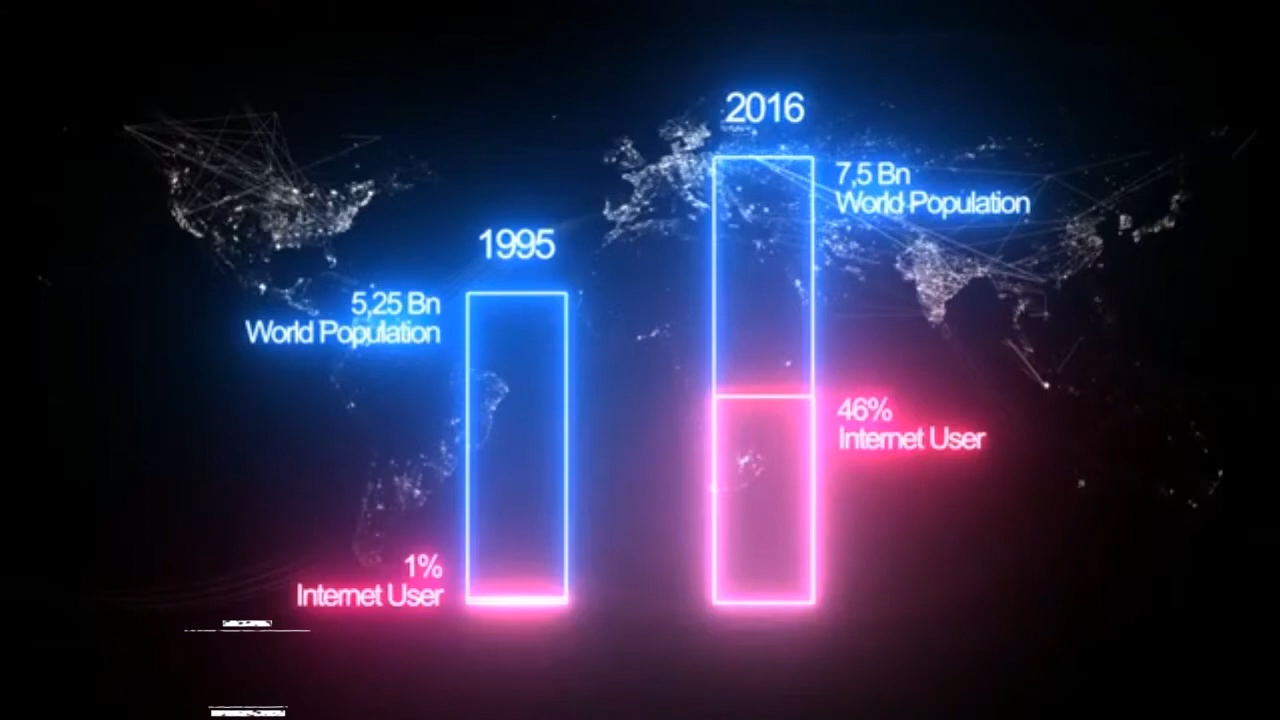 1995
5,25 Bn
World Population
1%
Internet User
2016
7,5 Bn
World Population
46%
Internet User